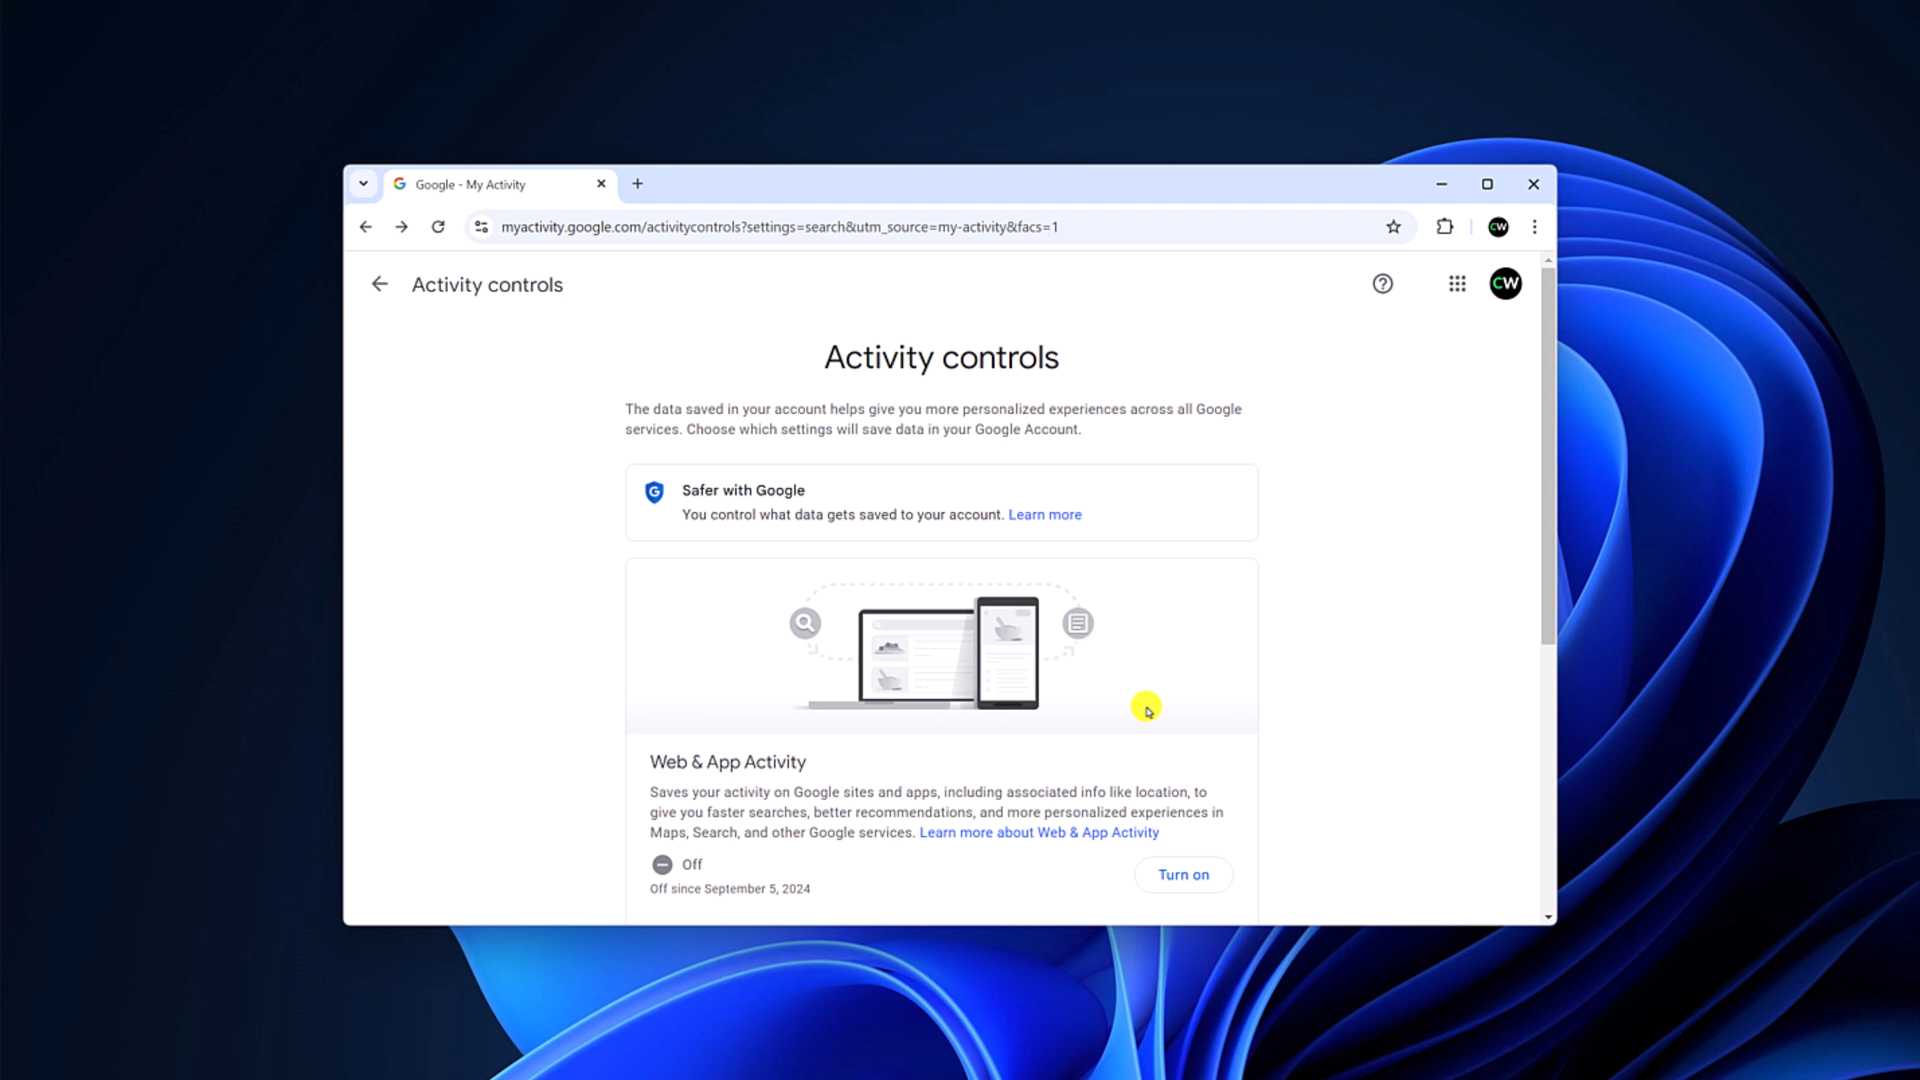 Google - My Activity
myactivity.google.com/activitycontrols?settings=search&utm_source=my-activity&facs=1
CW
Activity controls
CW
Activity controls
The data saved in your account helps give you more personalized experiences across all Google
services. Choose which settings will save data in your Google Account.
G
Safer with Google
You control what data gets saved to your account. Learn more
Web & App Activity
Saves your activity on Google sites and apps, including associated info like location, to
give you faster searches, better recommendations, and more personalized experiences in
Maps, Search, and other Google services. Learn more about Web & App Activity
Off
Off since September 5, 2024
Turn on